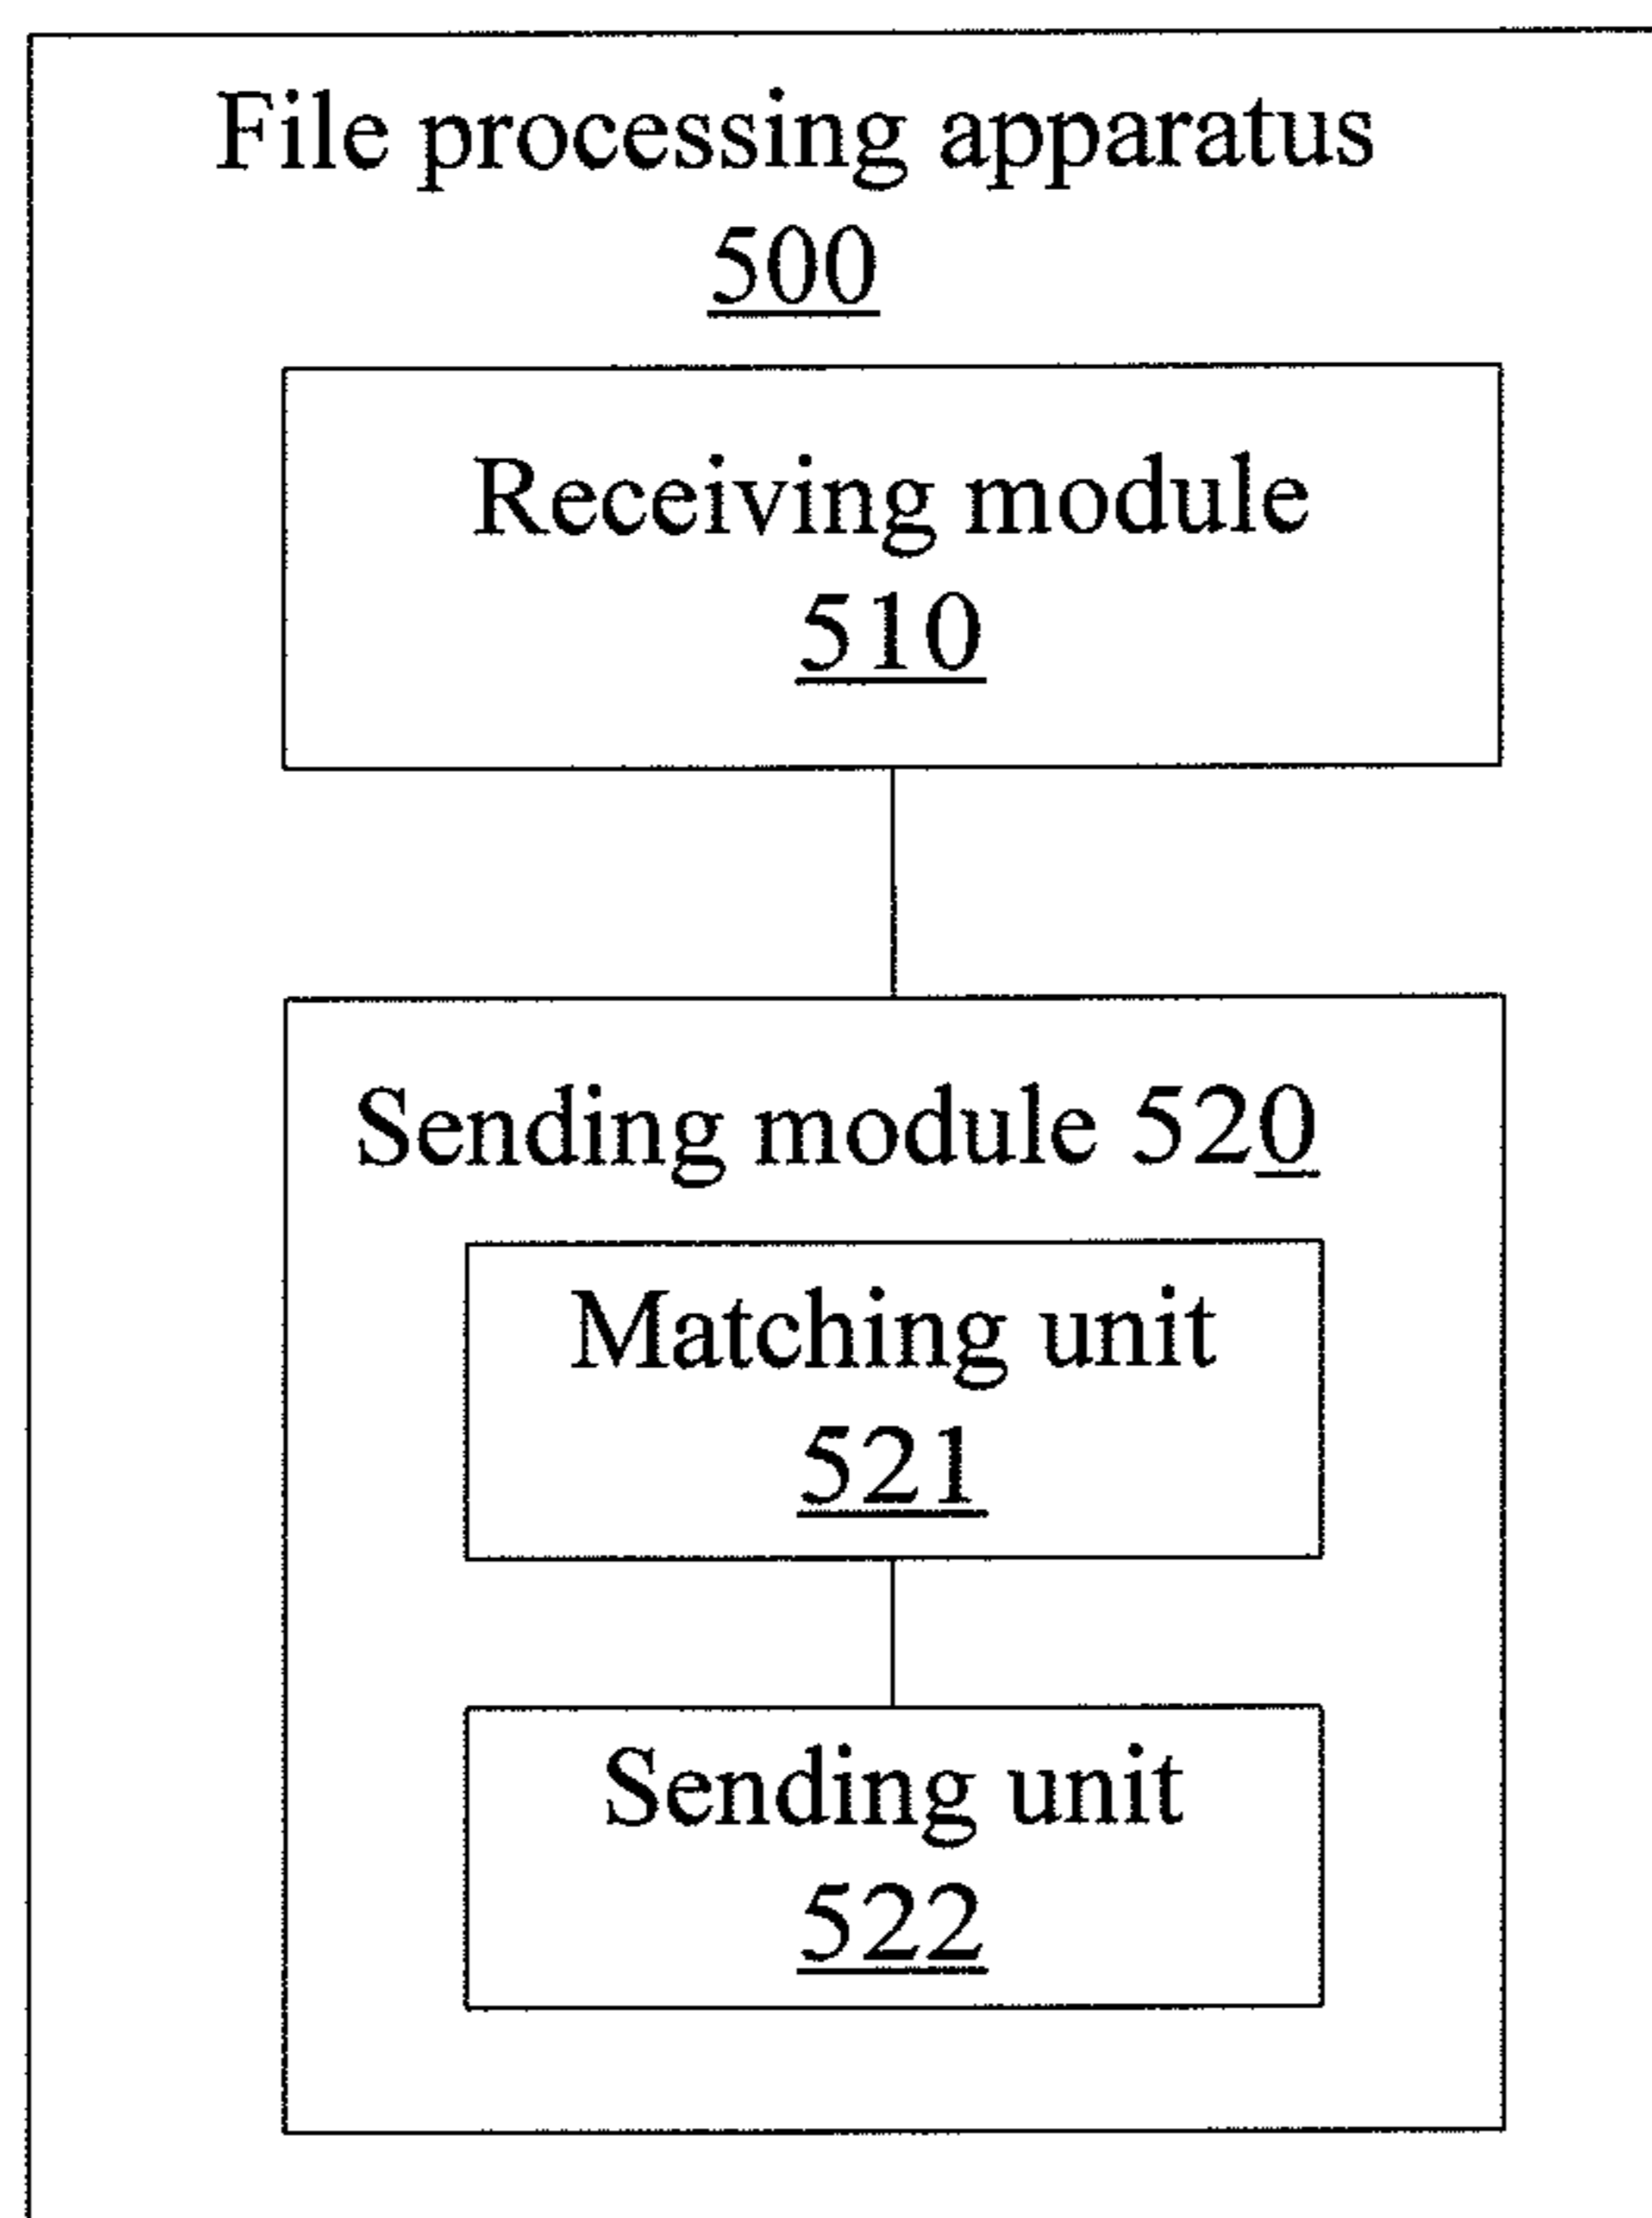 File processing apparatus
500
Receiving module
510
Sending module 520
Matching unit
521
Sending unit
522